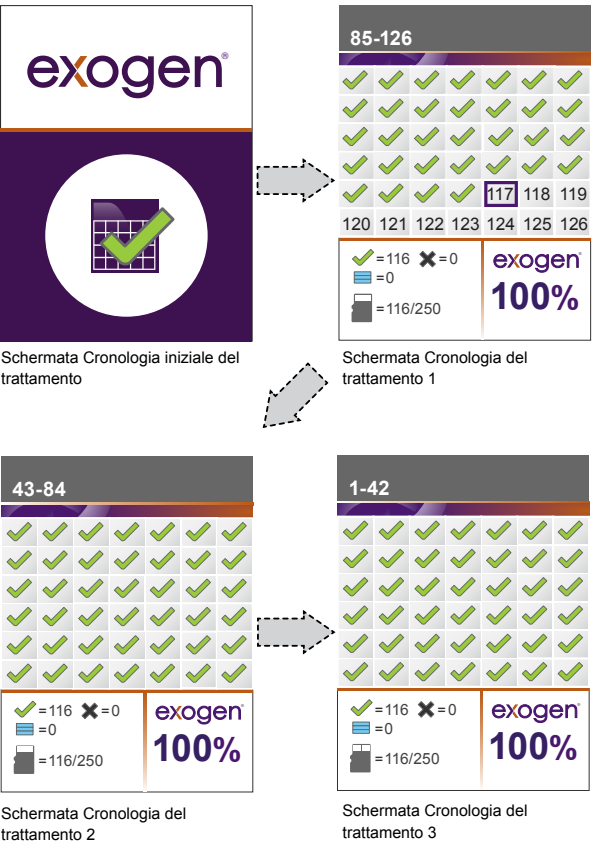 exogen®
Schermata Cronologia iniziale del
trattamento
85-126
117 118 119
120 121 122 123 124 125 126
=116 =0
=0
=116/250
exogen
100%
Schermata Cronologia del
trattamento 1
43-84
=116 =0
=0
=116/250
exogen
100%
Schermata Cronologia del
trattamento 2
1-42
=116 =0
=0
=116/250
exogen
100%
Schermata Cronologia del
trattamento 3